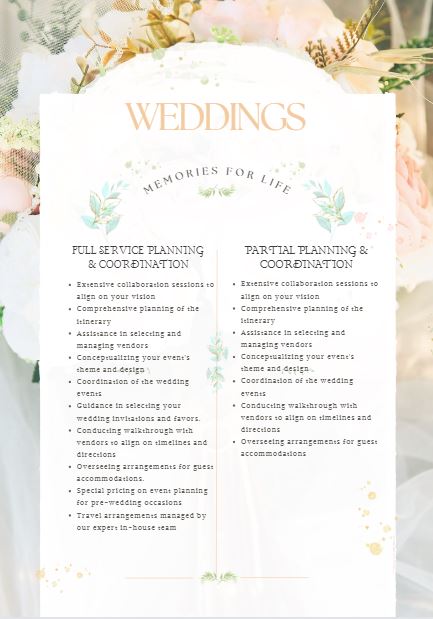 WEDDINGS
MEMORIES FOR LIFE
FULL SERVICE PLANNING
& COORDINATION
• Extensive collaboration sessions to
align on your vision
• Comprehensive planning of the
itinerary
• Assistance in selecting and
managing vendors
• Conceptualizing your event's
theme and design
• Coordination of the wedding
events
• Guidance in selecting your
wedding invitations and favors.
• Conducting walkthrough with
vendors to align on timelines and
directions
• Overseeing arrangements for guest
accommodations.
• Special pricing on event planning
for pre-wedding occasions
• Travel arrangements managed by
our expert in-house team
PARTIAL PLANNING &
COORDINATION
• Extensive collaboration sessions to
align on your vision
• Comprehensive planning of the
itinerary
• Assistance in selecting and
managing vendors
• Conceptualizing your event's
theme and design
• Coordination of the wedding
events
• Conducting walkthrough with
vendors to align on timelines and
directions
• Overseeing arrangements for guest
accommodations